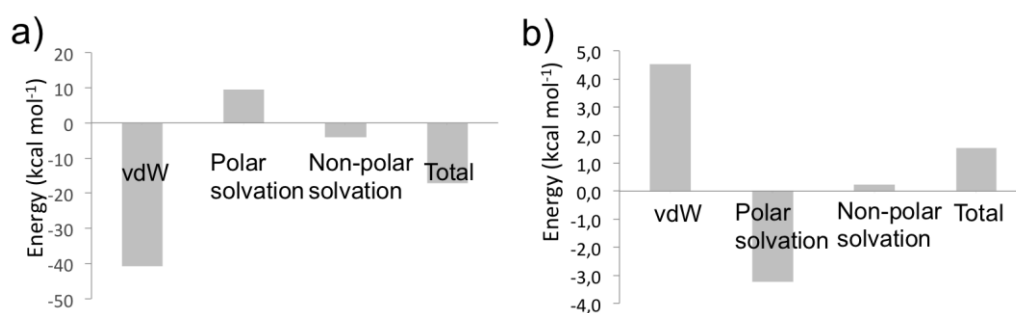 a)
Energy (kcal mol⁻¹)
20
10
0
-10
-20
-30
-40
-50
vdW
Polar
solvation
Non-polar
solvation
Total
b)
Energy (kcal mol⁻¹)
5,0
4,0
3,0
2,0
1,0
0,0
-1,0
-2,0
-3,0
-4,0
vdW
Polar
solvation
Non-polar
solvation
Total